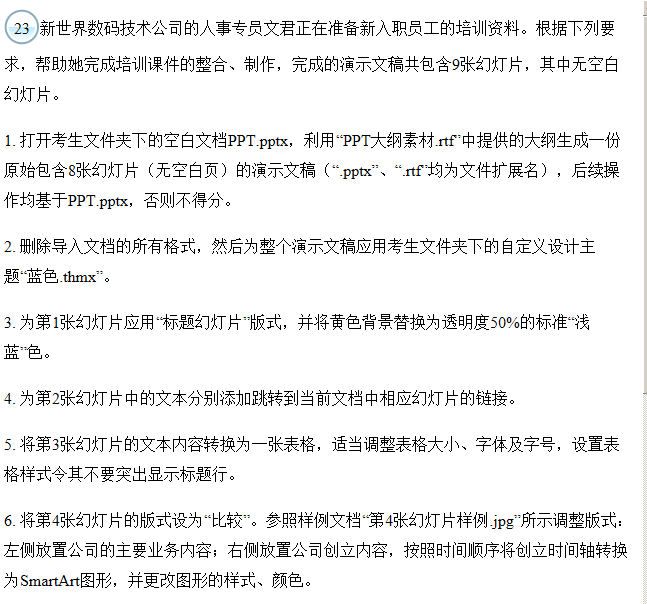 23 新世界数码技术公司的人事专员文君正在准备新入职员工的培训资料。根据下列要
求，帮助她完成培训课件的整合、制作，完成的演示文稿共包含9张幻灯片，其中无空白
幻灯片。
1. 打开考生文件夹下的空白文档PPT.pptx，利用“PPT大纲素材.rtf”中提供的大纲生成一份
原始包含8张幻灯片（无空白页）的演示文稿（“.pptx”、“.rtf”均为文件扩展名），后续操
作均基于PPT.pptx，否则不得分。
2. 删除导入文档的所有格式，然后为整个演示文稿应用考生文件夹下的自定义设计主
题“蓝色.thmx”。
3. 为第1张幻灯片应用“标题幻灯片”版式，并将黄色背景替换为透明度50%的标准“浅
蓝”色。
4. 为第2张幻灯片中的文本分别添加跳转到当前文档中相应幻灯片的链接。
5. 将第3张幻灯片的文本内容转换为一张表格，适当调整表格大小、字体及字号，设置表
格样式令其不要突出显示标题行。
6. 将第4张幻灯片的版式设为“比较”。参照样例文档“第4张幻灯片样例.jpg”所示调整版式：
左侧放置公司的主要业务内容；右侧放置公司创立内容，按照时间顺序将创立时间轴转换
为SmartArt图形，并更改图形的样式、颜色。